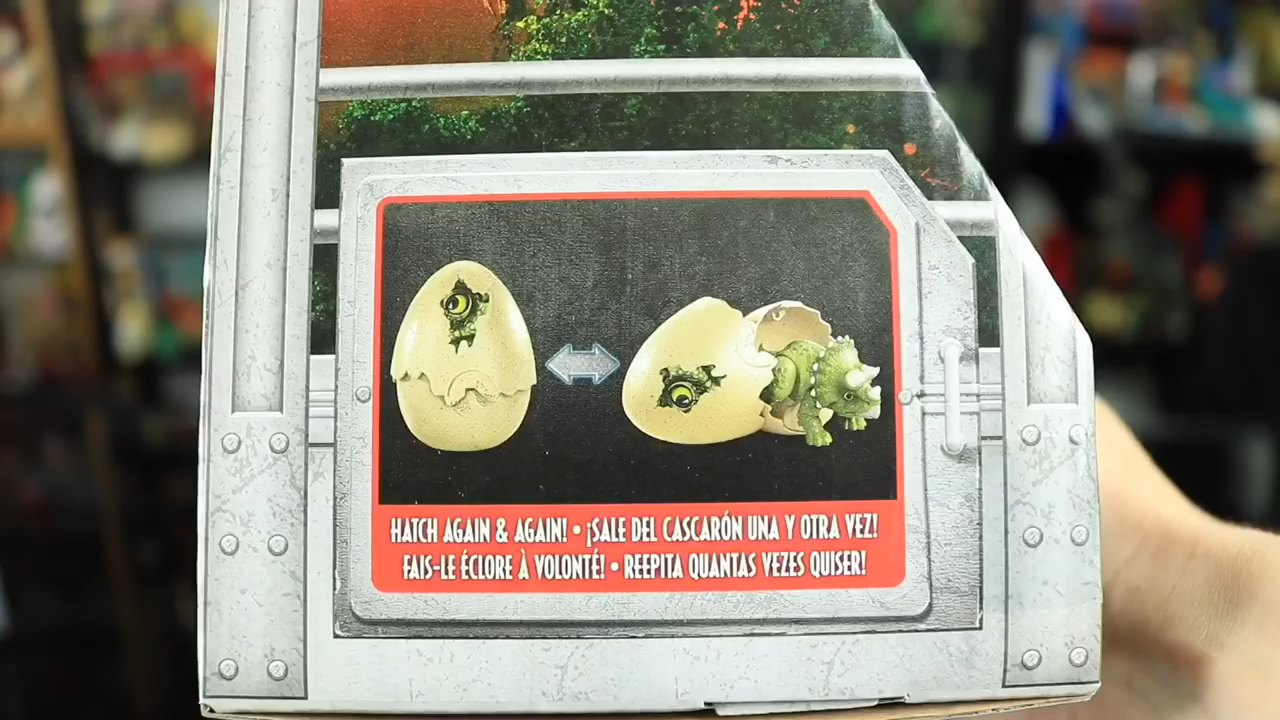 HATCH AGAIN & AGAIN! • ¡SALE DEL CASCARÓN UNA Y OTRA VEZ!
FAIS-LE ÉCLORE À VOLONTÉ! • REEPITA QUANTAS VEZES QUISER!